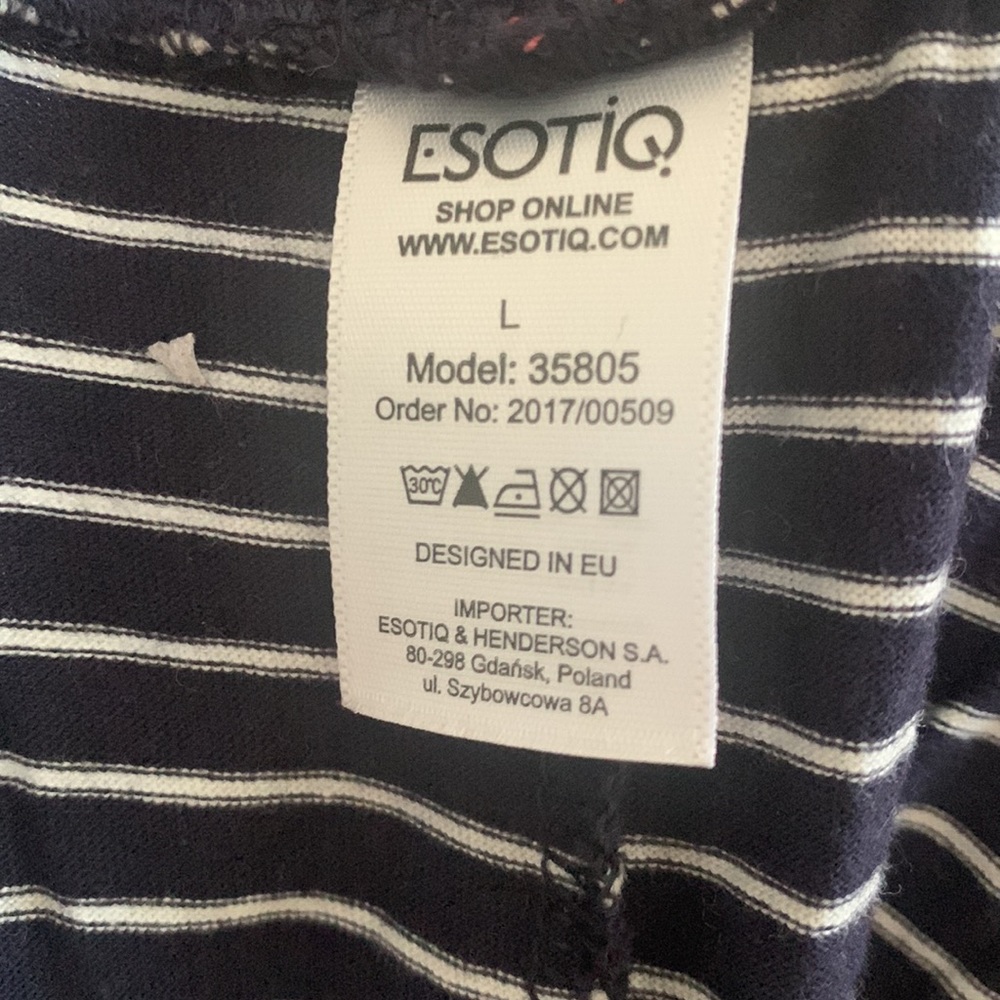 ESOTIQ
SHOP ONLINE
WWW.ESOTIQ.COM
L
Model: 35805
Order No: 2017/00509
30°C
DESIGNED IN EU
IMPORTER:
ESOTIQ & HENDERSON S.A.
80-298 Gdańsk, Poland
ul. Szybowcowa 8A